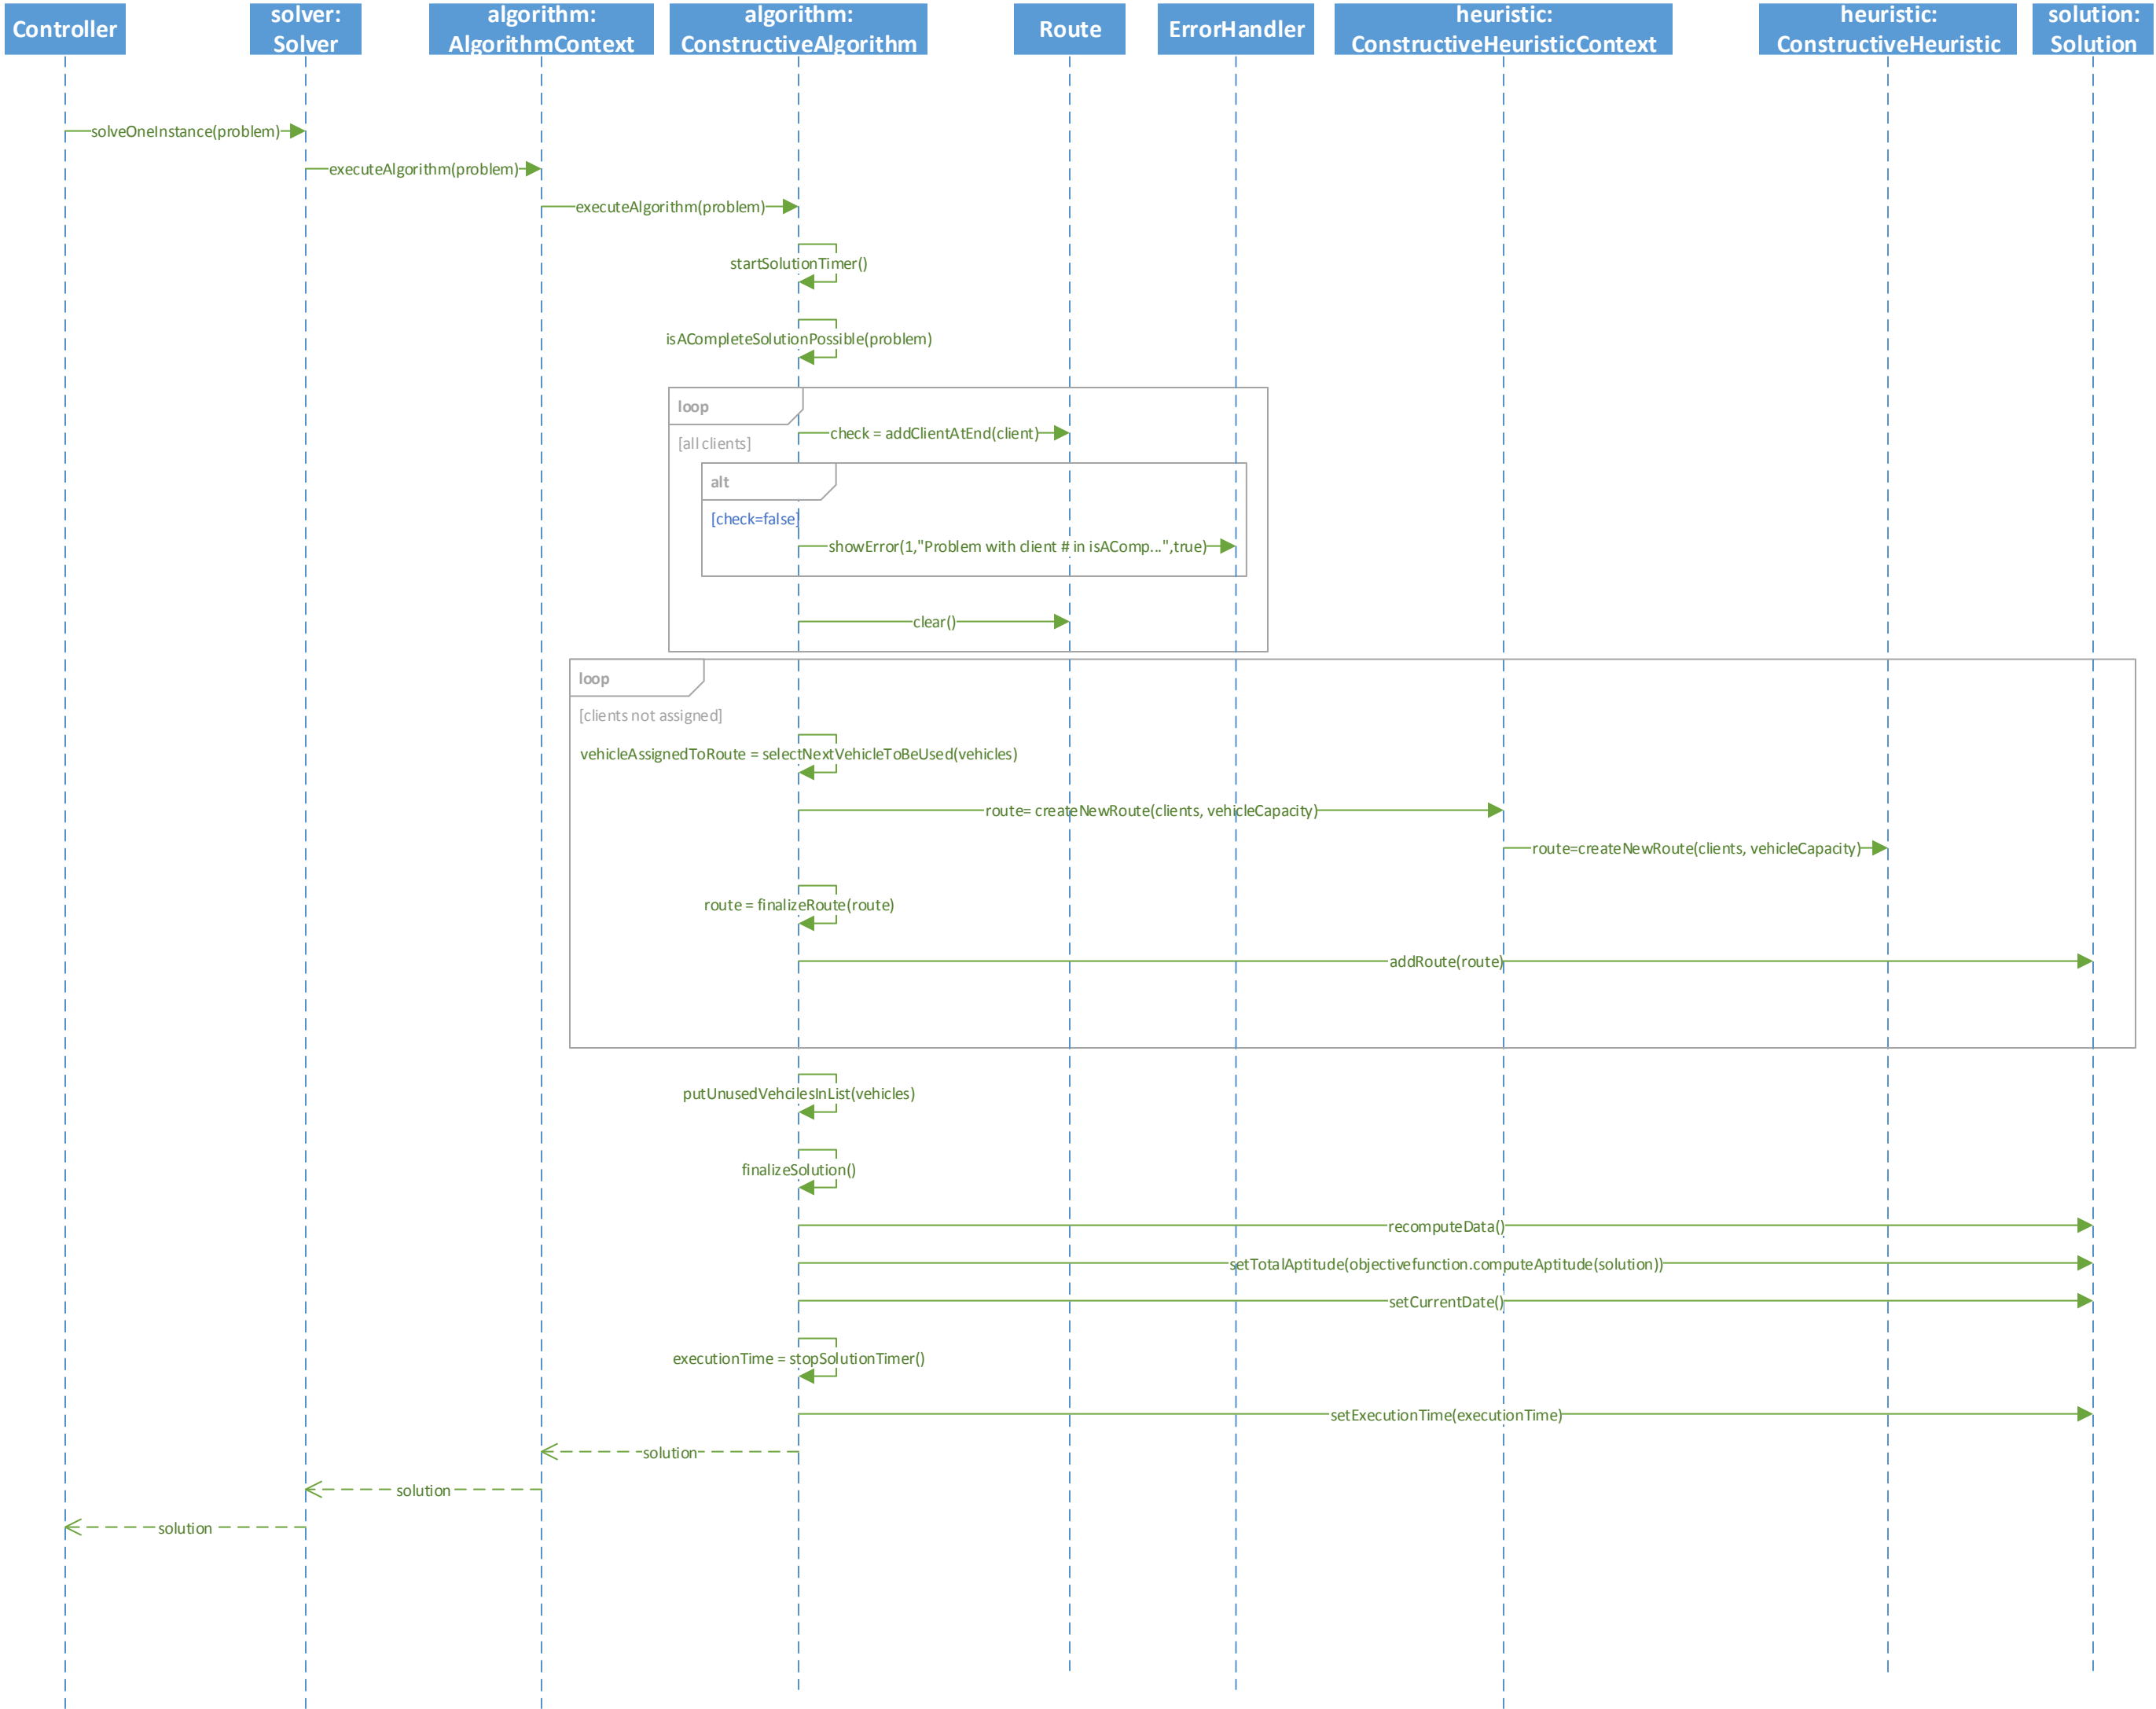 Controller
solver:
Solver
algorithm:
AlgorithmContext
algorithm:
ConstructiveAlgorithm
Route
ErrorHandler
heuristic:
ConstructiveHeuristicContext
heuristic:
ConstructiveHeuristic
solution:
Solution
solveOneInstance(problem)
executeAlgorithm(problem)
executeAlgorithm(problem)
startSolutionTimer()
isACompleteSolutionPossible(problem)
loop
check = addClientAtEnd(client)
[all clients]
alt
[check=false]
showError(1,"Problem with client # in isAComp...",true)
clear()
loop
[clients not assigned]
vehicleAssignedToRoute = selectNextVehicleToBeUsed(vehicles)
route= createNewRoute(clients, vehicleCapacity)
route=createNewRoute(clients, vehicleCapacity)
route = finalizeRoute(route)
addRoute(route)
putUnusedVehcilesInList(vehicles)
finalizeSolution()
recomputeData()
setTotalAptitude(objectivefunction.computeAptitude(solution))
setCurrentDate()
executionTime = stopSolutionTimer()
setExecutionTime(executionTime)
solution
solution
solution